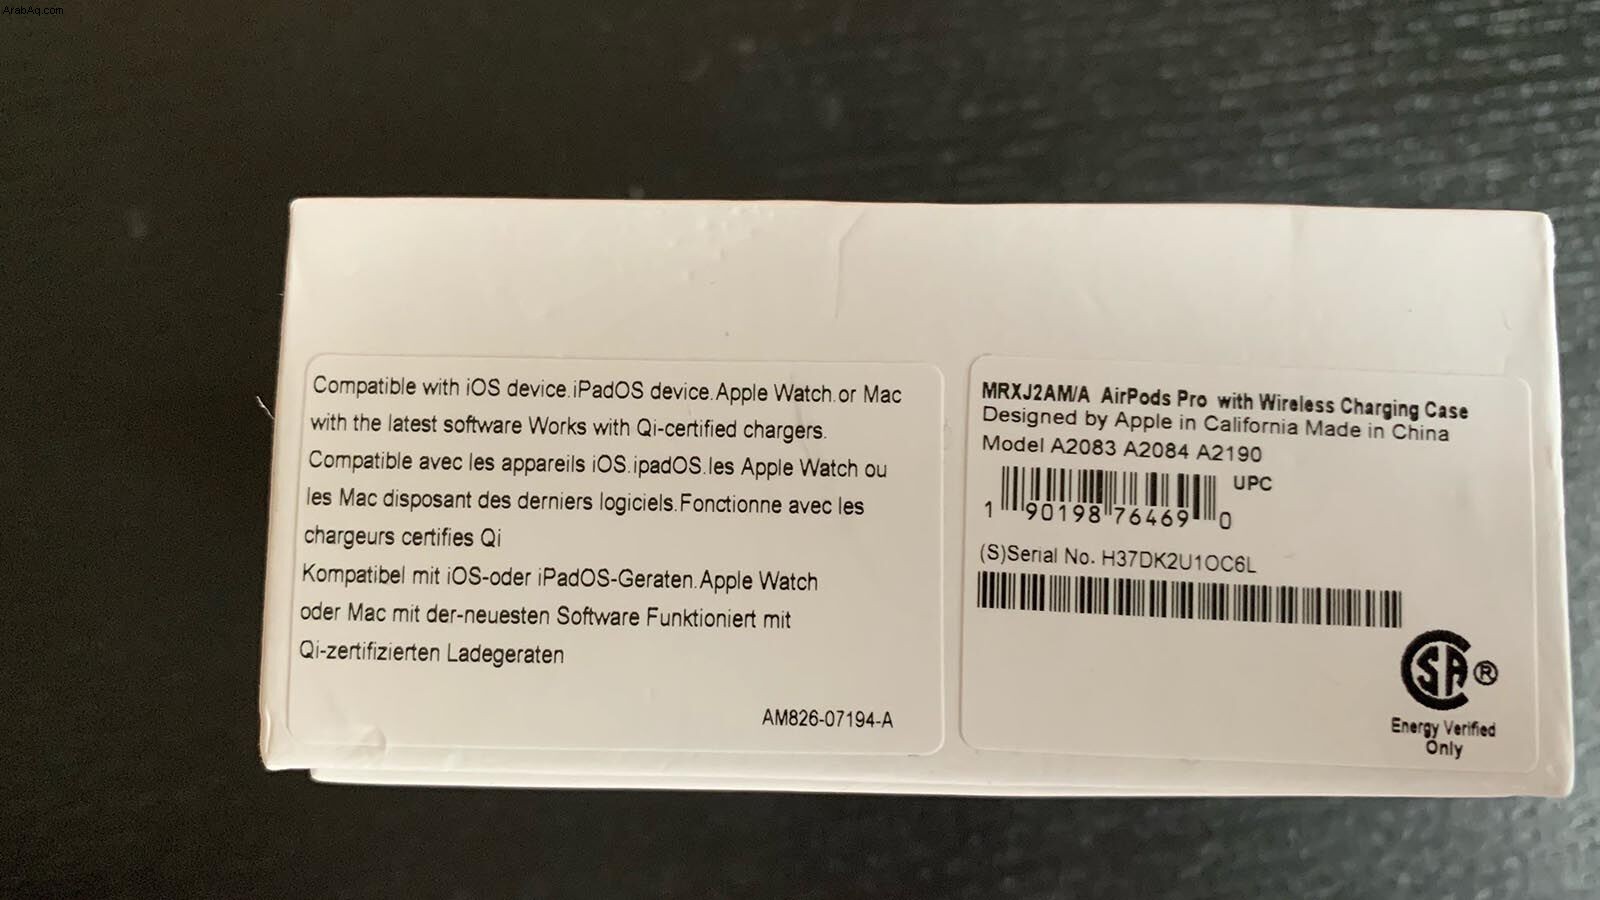 ArabAq.com
Compatible with iOS device.iPadOS device.Apple Watch.or Mac
with the latest software Works with Qi-certified chargers.
Compatible avec les appareils iOS.ipadOS.les Apple Watch ou
les Mac disposant des derniers logiciels.Fonctionne avec les
chargeurs certifies Qi
Kompatibel mit iOS-oder iPadOS-Geraten.Apple Watch
oder Mac mit der-neuesten Software Funktioniert mit
Qi-zertifizierten Ladegeraten
AM826-07194-A
MRXJ2AM/A AirPods Pro with Wireless Charging Case
Designed by Apple in California Made in China
Model A2083 A2084 A2190
UPC
1 90198 76469 0
(S)Serial No. H37DK2U1OC6L
SA ®
Energy Verified
Only